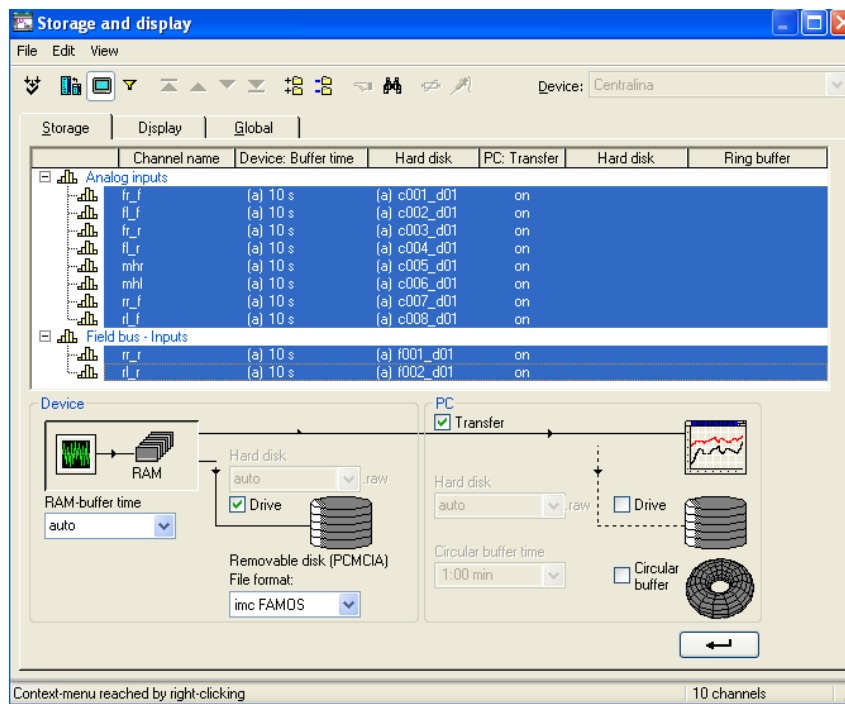 Storage and display
File Edit View
Device: Centralina
Storage Display Global
Channel name Device: Buffer time Hard disk PC: Transfer Hard disk Ring buffer
Analog inputs
fr_f (a) 10 s (a) c001_d01 on
fl_f (a) 10 s (a) c002_d01 on
fr_r (a) 10 s (a) c003_d01 on
fl_r (a) 10 s (a) c004_d01 on
mhr (a) 10 s (a) c005_d01 on
mhl (a) 10 s (a) c006_d01 on
rr_f (a) 10 s (a) c007_d01 on
rl_f (a) 10 s (a) c008_d01 on
Field bus - Inputs
rr_r (a) 10 s (a) f001_d01 on
rl_r (a) 10 s (a) f002_d01 on
Device
RAM
RAM-buffer time
auto
Hard disk
auto .raw
Drive
Removable disk (PCMCIA)
File format:
imc FAMOS
PC
Transfer
Hard disk
auto .raw
Drive
Circular buffer time
1:00 min
Circular
buffer
Context-menu reached by right-clicking
10 channels